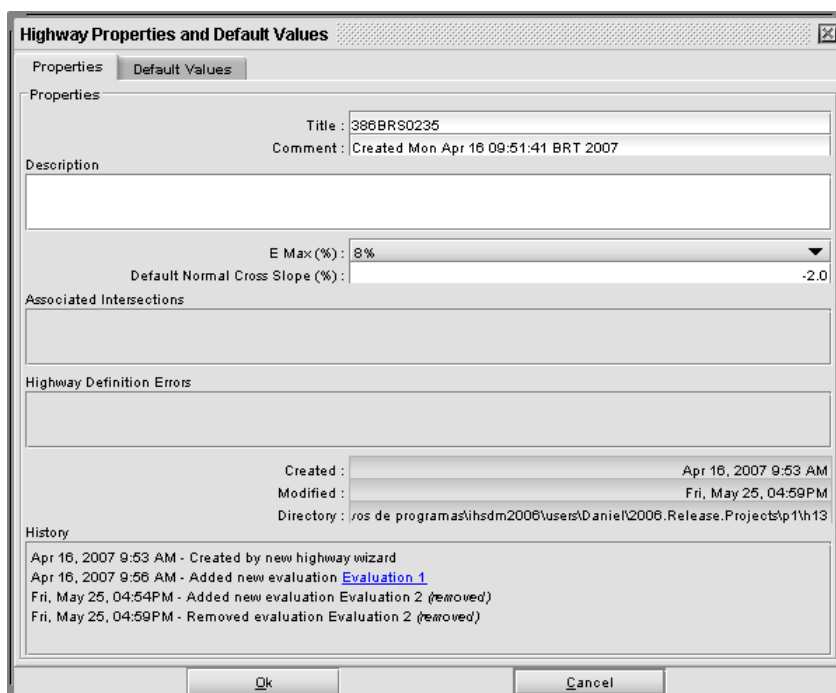 Highway Properties and Default Values
Properties Default Values
Properties
Title : 386BRS0235
Comment : Created Mon Apr 16 09:51:41 BRT 2007
Description
E Max (%) : 8%
Default Normal Cross Slope (%) : -2.0
Associated Intersections
Highway Definition Errors
Created : Apr 16, 2007 9:53 AM
Modified : Fri, May 25, 04:59PM
Directory : vos de programas\ihsdm2006\users\Daniel\2006.Release.Projects\p1\h13
History
Apr 16, 2007 9:53 AM - Created by new highway wizard
Apr 16, 2007 9:56 AM - Added new evaluation Evaluation 1
Fri, May 25, 04:54PM - Added new evaluation Evaluation 2 (removed)
Fri, May 25, 04:59PM - Removed evaluation Evaluation 2 (removed)
Ok Cancel